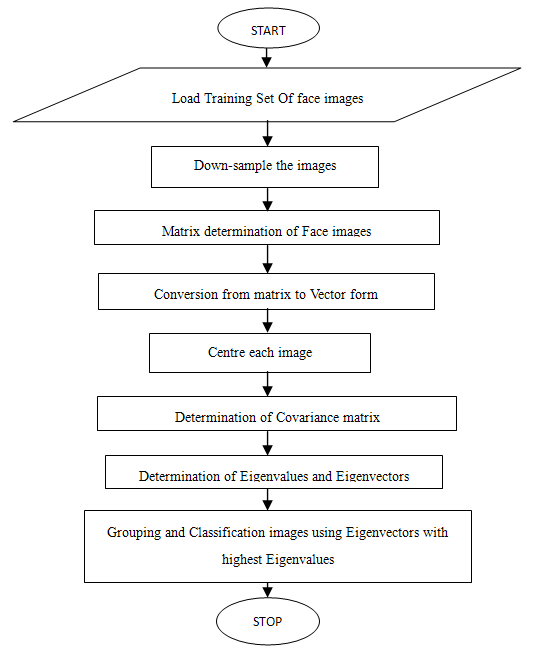 START
Load Training Set Of face images
Down-sample the images
Matrix determination of Face images
Conversion from matrix to Vector form
Centre each image
Determination of Covariance matrix
Determination of Eigenvalues and Eigenvectors
Grouping and Classification images using Eigenvectors with
highest Eigenvalues
STOP